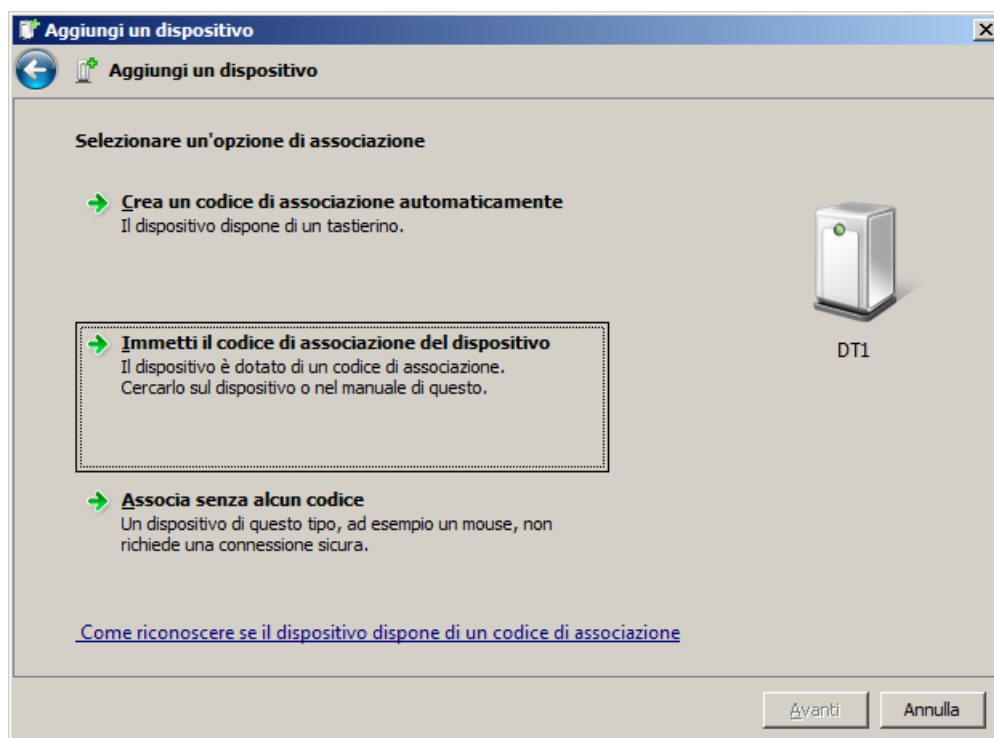 Aggiungi un dispositivo
Aggiungi un dispositivo
Selezionare un'opzione di associazione
Crea un codice di associazione automaticamente
Il dispositivo dispone di un tastierino.
Immetti il codice di associazione del dispositivo
Il dispositivo è dotato di un codice di associazione.
Cercarlo sul dispositivo o nel manuale di questo.
DT1
Associa senza alcun codice
Un dispositivo di questo tipo, ad esempio un mouse, non
richiede una connessione sicura.
Come riconoscere se il dispositivo dispone di un codice di associazione
Avanti
Annulla